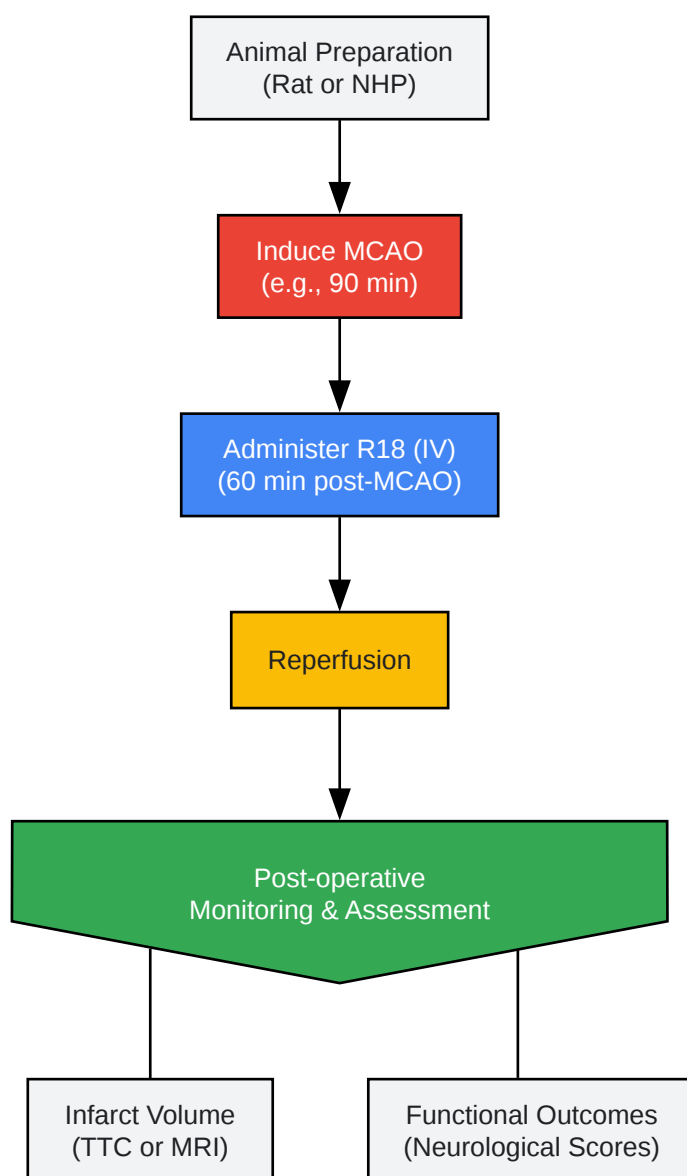 Animal Preparation
(Rat or NHP)
Induce MCAO
(e.g., 90 min)
Administer R18 (IV)
(60 min post-MCAO)
Reperfusion
Post-operative
Monitoring & Assessment
Infarct Volume
(TTC or MRI)
Functional Outcomes
(Neurological Scores)